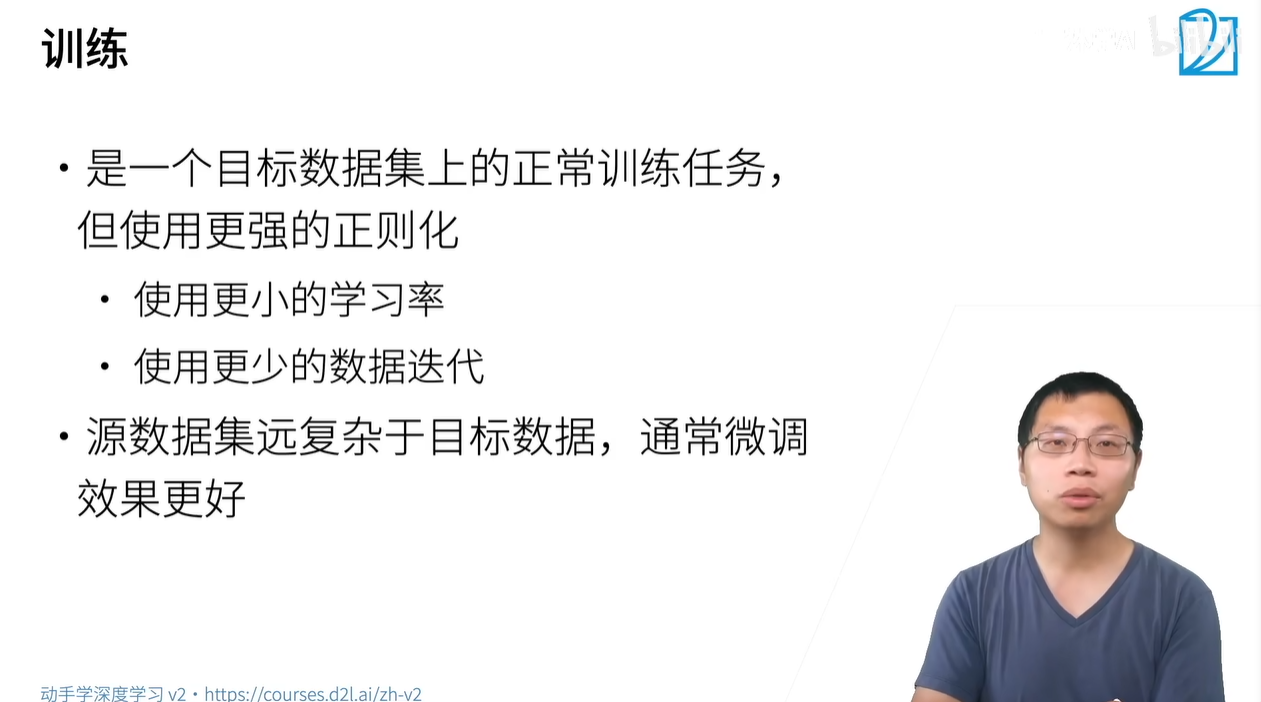 训练
• 是一个目标数据集上的正常训练任务，
但使用更强的正则化
• 使用更小的学习率
• 使用更少的数据迭代
• 源数据集远复杂于目标数据，通常微调
效果更好
动手学深度学习 v2 • https://courses.d2l.ai/zh-v2